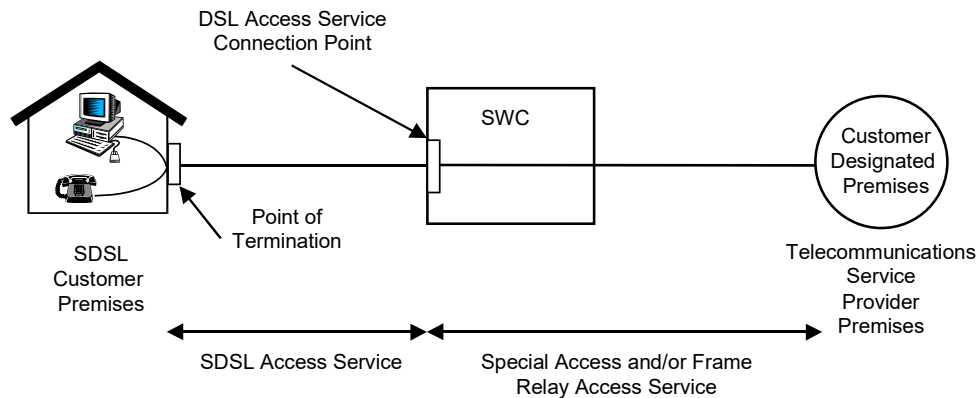 DSL Access Service
Connection Point
SWC
Customer
Designated
Premises
Point of
Termination
SDSL
Customer
Premises
Telecommunications
Service
Provider
Premises
SDSL Access Service
Special Access and/or Frame
Relay Access Service